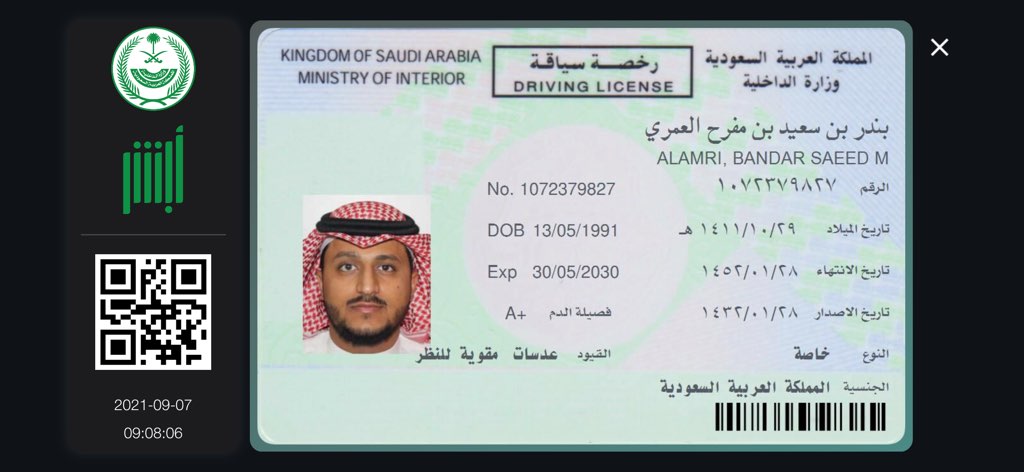 أبشر
2021-09-07
09:08:06
KINGDOM OF SAUDI ARABIA
MINISTRY OF INTERIOR
رخصة سياقة
DRIVING LICENSE
المملكة العربية السعودية
وزارة الداخلية
بندر بن سعيد بن مفرح العمري
ALAMRI, BANDAR SAEED M
No. 1072379827 الرقم ١٠٧٢٣٧٩٨٢٧
DOB 13/05/1991 تاريخ الميلاد ١٤١١/١٠/٢٩ هـ
Exp 30/05/2030 تاريخ الانتهاء ١٤٥٢/٠١/٢٨
A+ فصيلة الدم تاريخ الاصدار ١٤٣٢/٠١/٢٨
النوع خاصة القيود عدسات مقوية للنظر
الجنسية المملكة العربية السعودية